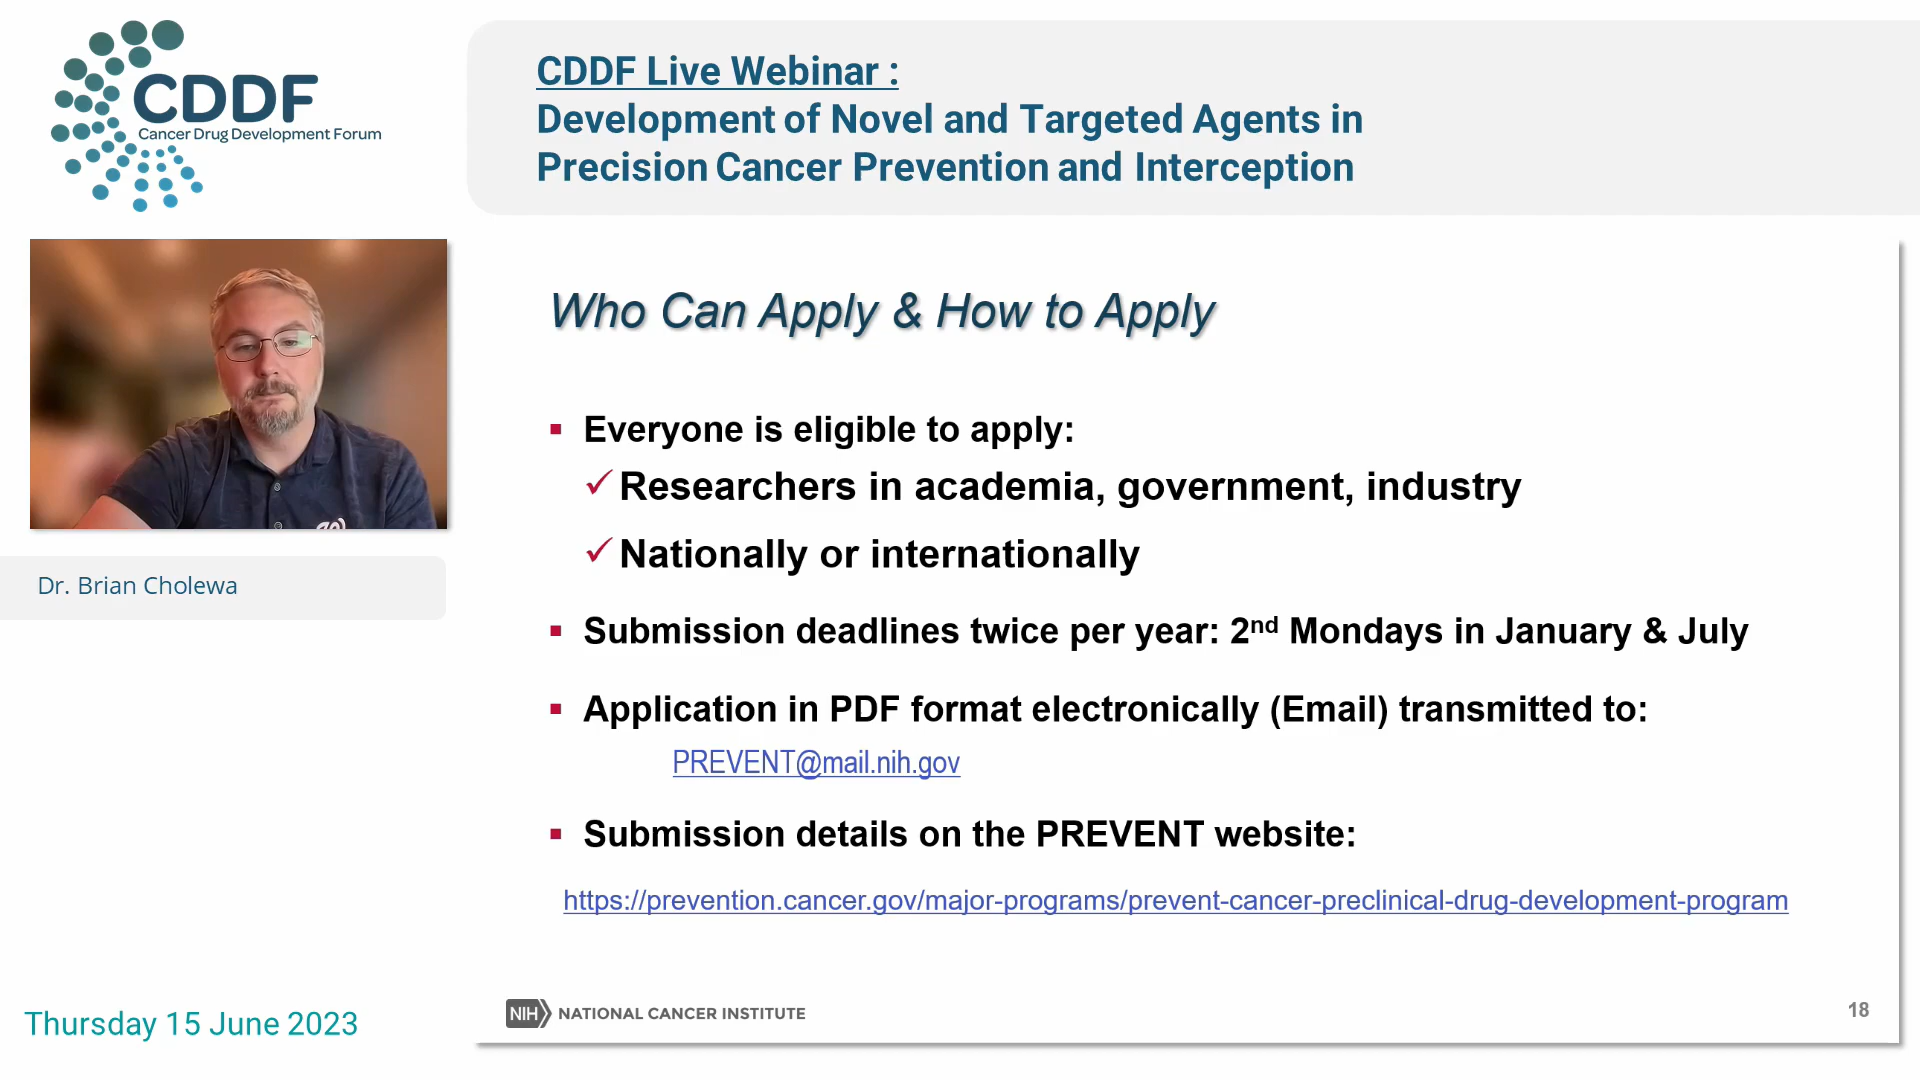 CDDF
Cancer Drug Development Forum
CDDF Live Webinar :
Development of Novel and Targeted Agents in
Precision Cancer Prevention and Interception
Dr. Brian Cholewa
Who Can Apply & How to Apply
▪ Everyone is eligible to apply:
✓ Researchers in academia, government, industry
✓ Nationally or internationally
▪ Submission deadlines twice per year: 2nd Mondays in January & July
▪ Application in PDF format electronically (Email) transmitted to:
PREVENT@mail.nih.gov
▪ Submission details on the PREVENT website:
https://prevention.cancer.gov/major-programs/prevent-cancer-preclinical-drug-development-program
NIH NATIONAL CANCER INSTITUTE
18
Thursday 15 June 2023